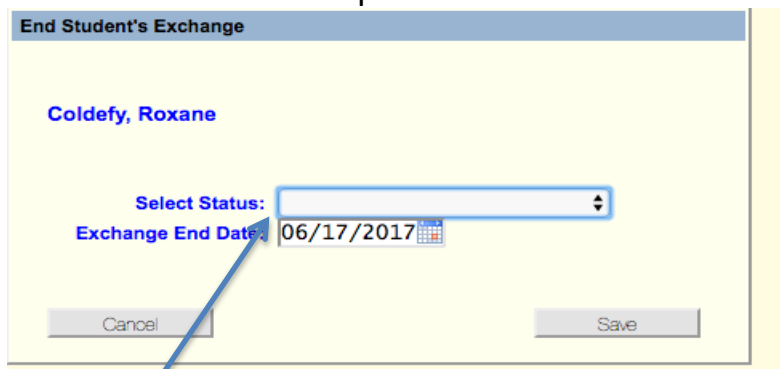 End Student's Exchange
Coldefy, Roxane
Select Status:
Exchange End Date: 06/17/2017
Cancel Save